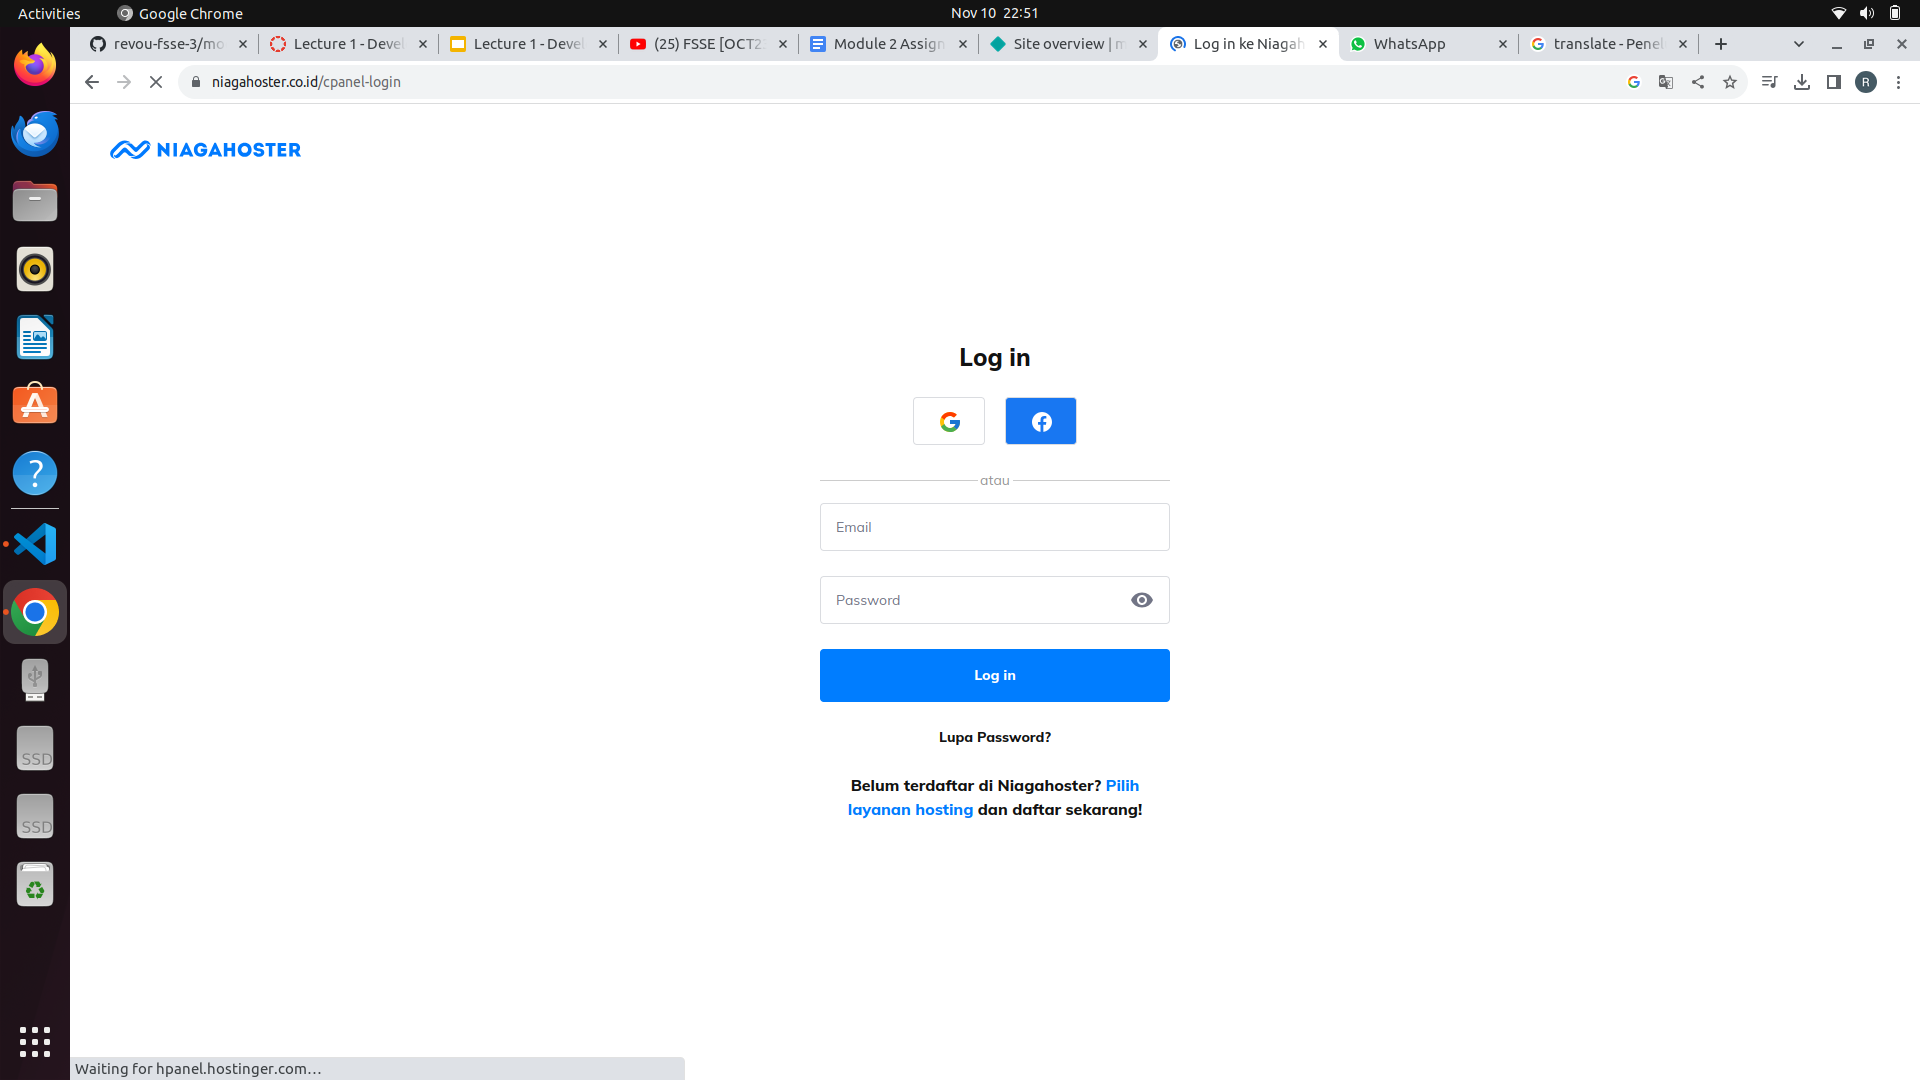 Activities
Google Chrome
Nov 10 22:51
revou-fsse-3/mo
Lecture 1 - Devel
Lecture 1 - Devel
(25) FSSE [OCT23
Module 2 Assign
Site overview | m
Log in ke Niagah
WhatsApp
translate - Penel
niagahoster.co.id/cpanel-login
R
NIAGAHOSTER
Log in
atau
Email
Password
Log in
Lupa Password?
Belum terdaftar di Niagahoster? Pilih
layanan hosting dan daftar sekarang!
SSD
SSD
Waiting for hpanel.hostinger.com...